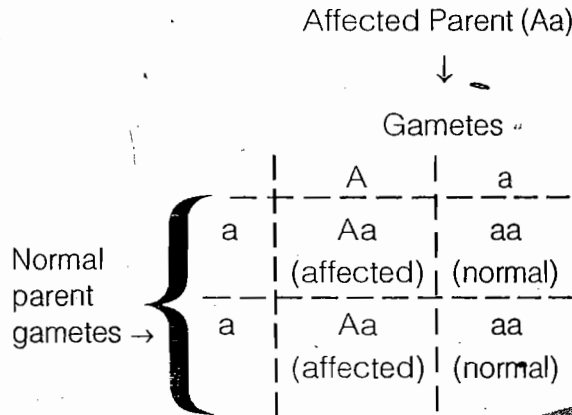 Affected Parent (Aa)
↓
Gametes
A a
a Aa aa
Normal (affected) (normal)
parent
gametes → a Aa aa
(affected) (normal)